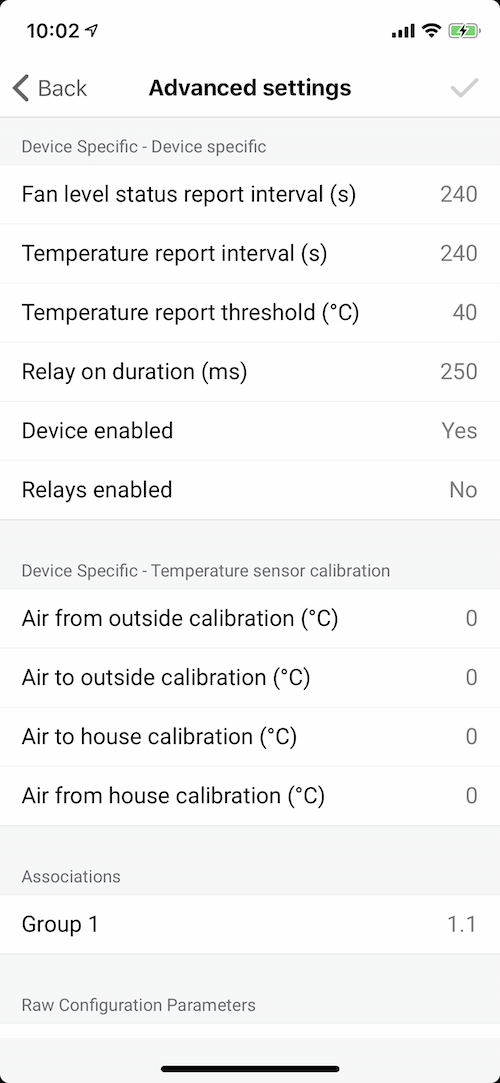 10:02
Back
Advanced settings
Device Specific - Device specific
Fan level status report interval (s) 240
Temperature report interval (s) 240
Temperature report threshold (°C) 40
Relay on duration (ms) 250
Device enabled Yes
Relays enabled No
Device Specific - Temperature sensor calibration
Air from outside calibration (°C) 0
Air to outside calibration (°C) 0
Air to house calibration (°C) 0
Air from house calibration (°C) 0
Associations
Group 1 1.1
Raw Configuration Parameters